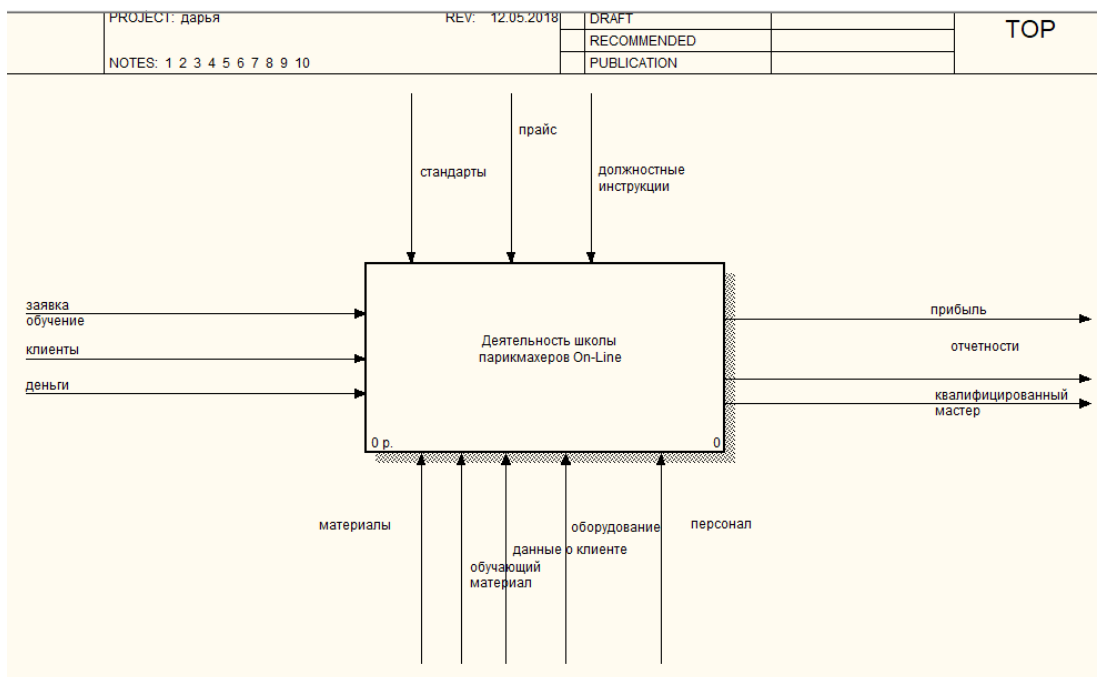 PROJECT: дарья
REV: 12.05.2018
DRAFT
RECOMMENDED
PUBLICATION
TOP
NOTES: 1 2 3 4 5 6 7 8 9 10
прайс
стандарты
должностные
инструкции
заявка
обучение
клиенты
деньги
Деятельность школы
парикмахеров On-Line
0 р.
0
прибыль
отчетности
квалифицированный
мастер
материалы
обучающий
материал
данные о клиенте
оборудование
персонал